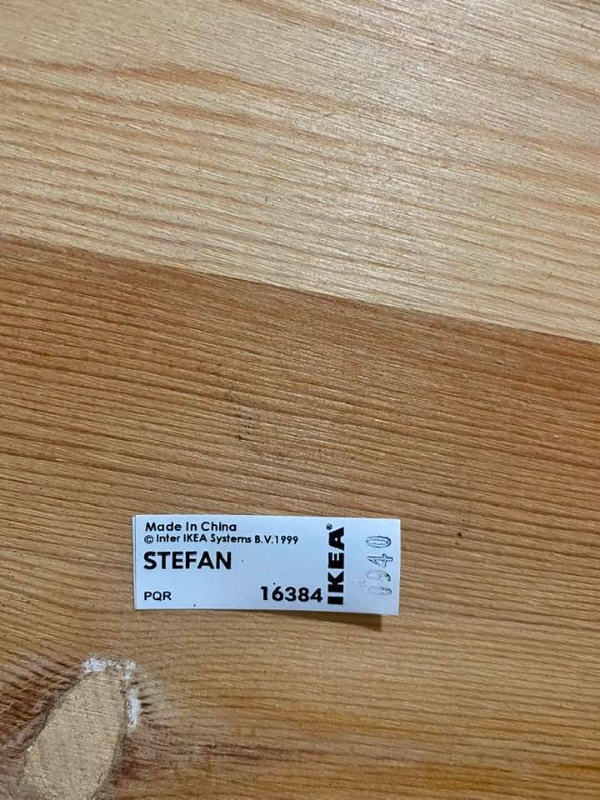 Made In China
© Inter IKEA Systems B.V.1999
STEFAN
PQR 16384
IKEA®
0940